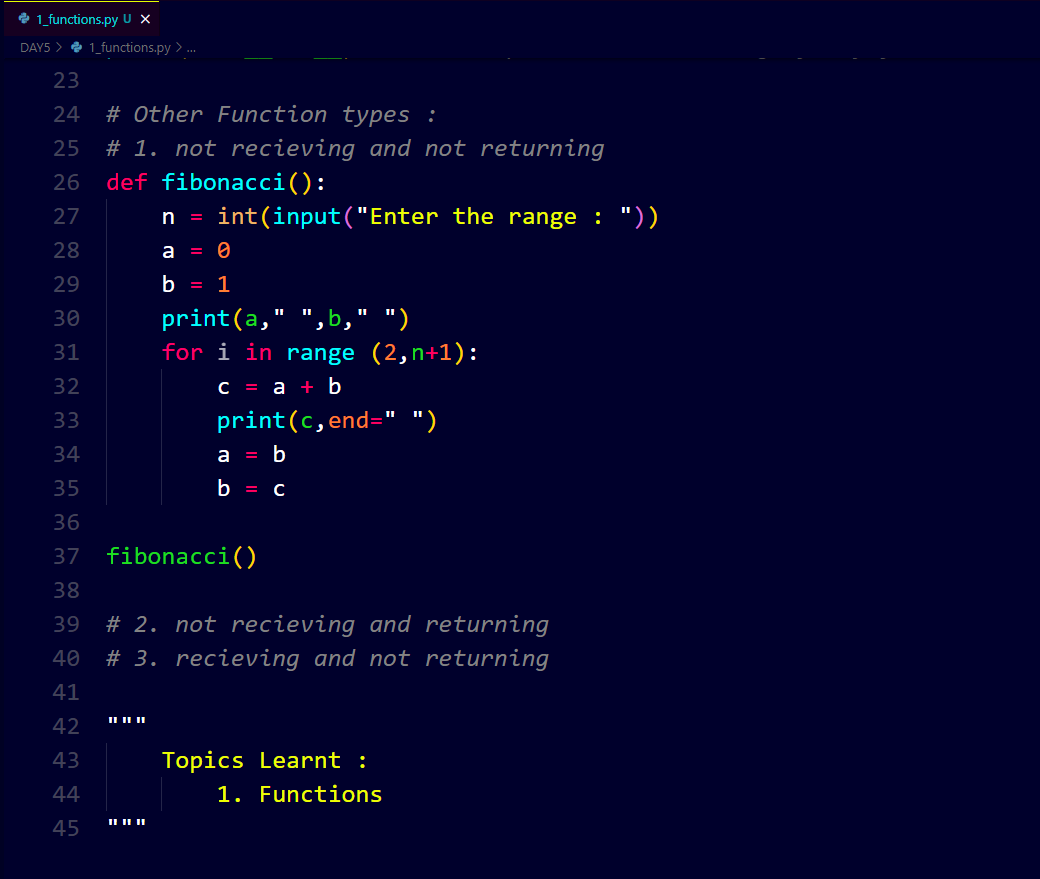 1_functions.py U ×
DAY5 > 1_functions.py > ...
23
24 # Other Function types :
25 # 1. not recieving and not returning
26 def fibonacci():
27     n = int(input("Enter the range : "))
28     a = 0
29     b = 1
30     print(a," ",b," ")
31     for i in range (2,n+1):
32         c = a + b
33         print(c,end=" ")
34         a = b
35         b = c
36
37 fibonacci()
38
39 # 2. not recieving and returning
40 # 3. recieving and not returning
41
42 """
43     Topics Learnt :
44         1. Functions
45 """